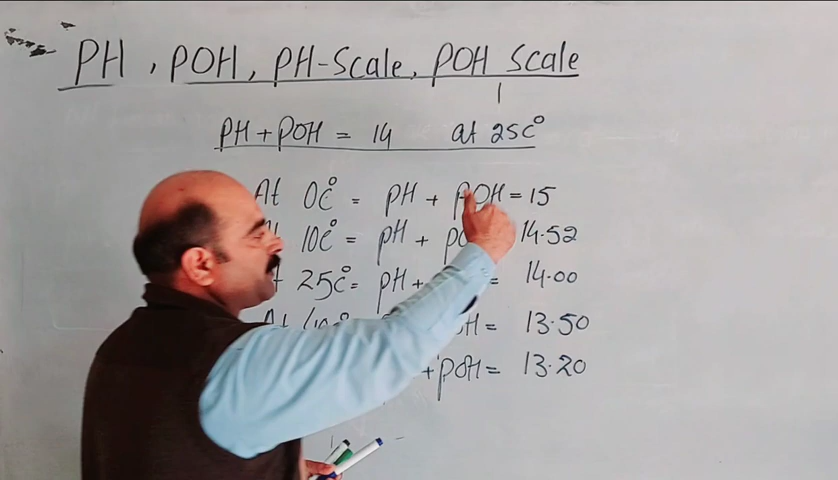 PH, POH, PH-Scale, POH Scale
PH + POH = 14 at 25c°
At 0c° = pH + pOH = 15
10c° = pH + 14.52
25c° = pH + = 14.00
At = 13.50
+ pOH = 13.20